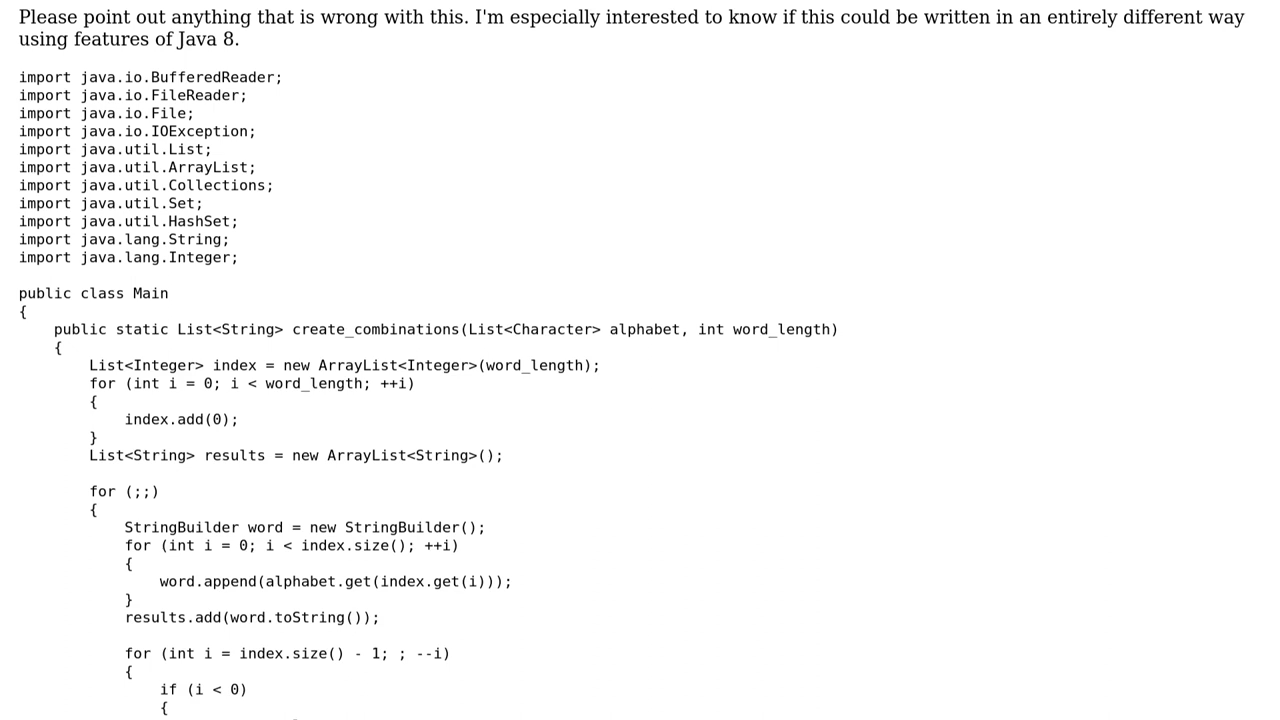 Please point out anything that is wrong with this. I'm especially interested to know if this could be written in an entirely different way
using features of Java 8.
import java.io.BufferedReader;
import java.io.FileReader;
import java.io.File;
import java.io.IOException;
import java.util.List;
import java.util.ArrayList;
import java.util.Collections;
import java.util.Set;
import java.util.HashSet;
import java.lang.String;
import java.lang.Integer;
public class Main
{
    public static List<String> create_combinations(List<Character> alphabet, int word_length)
    {
        List<Integer> index = new ArrayList<Integer>(word_length);
        for (int i = 0; i < word_length; ++i)
        {
            index.add(0);
        }
        List<String> results = new ArrayList<String>();
        for (;;)
        {
            StringBuilder word = new StringBuilder();
            for (int i = 0; i < index.size(); ++i)
            {
                word.append(alphabet.get(index.get(i)));
            }
            results.add(word.toString());
            for (int i = index.size() - 1; ; --i)
            {
                if (i < 0)
                {